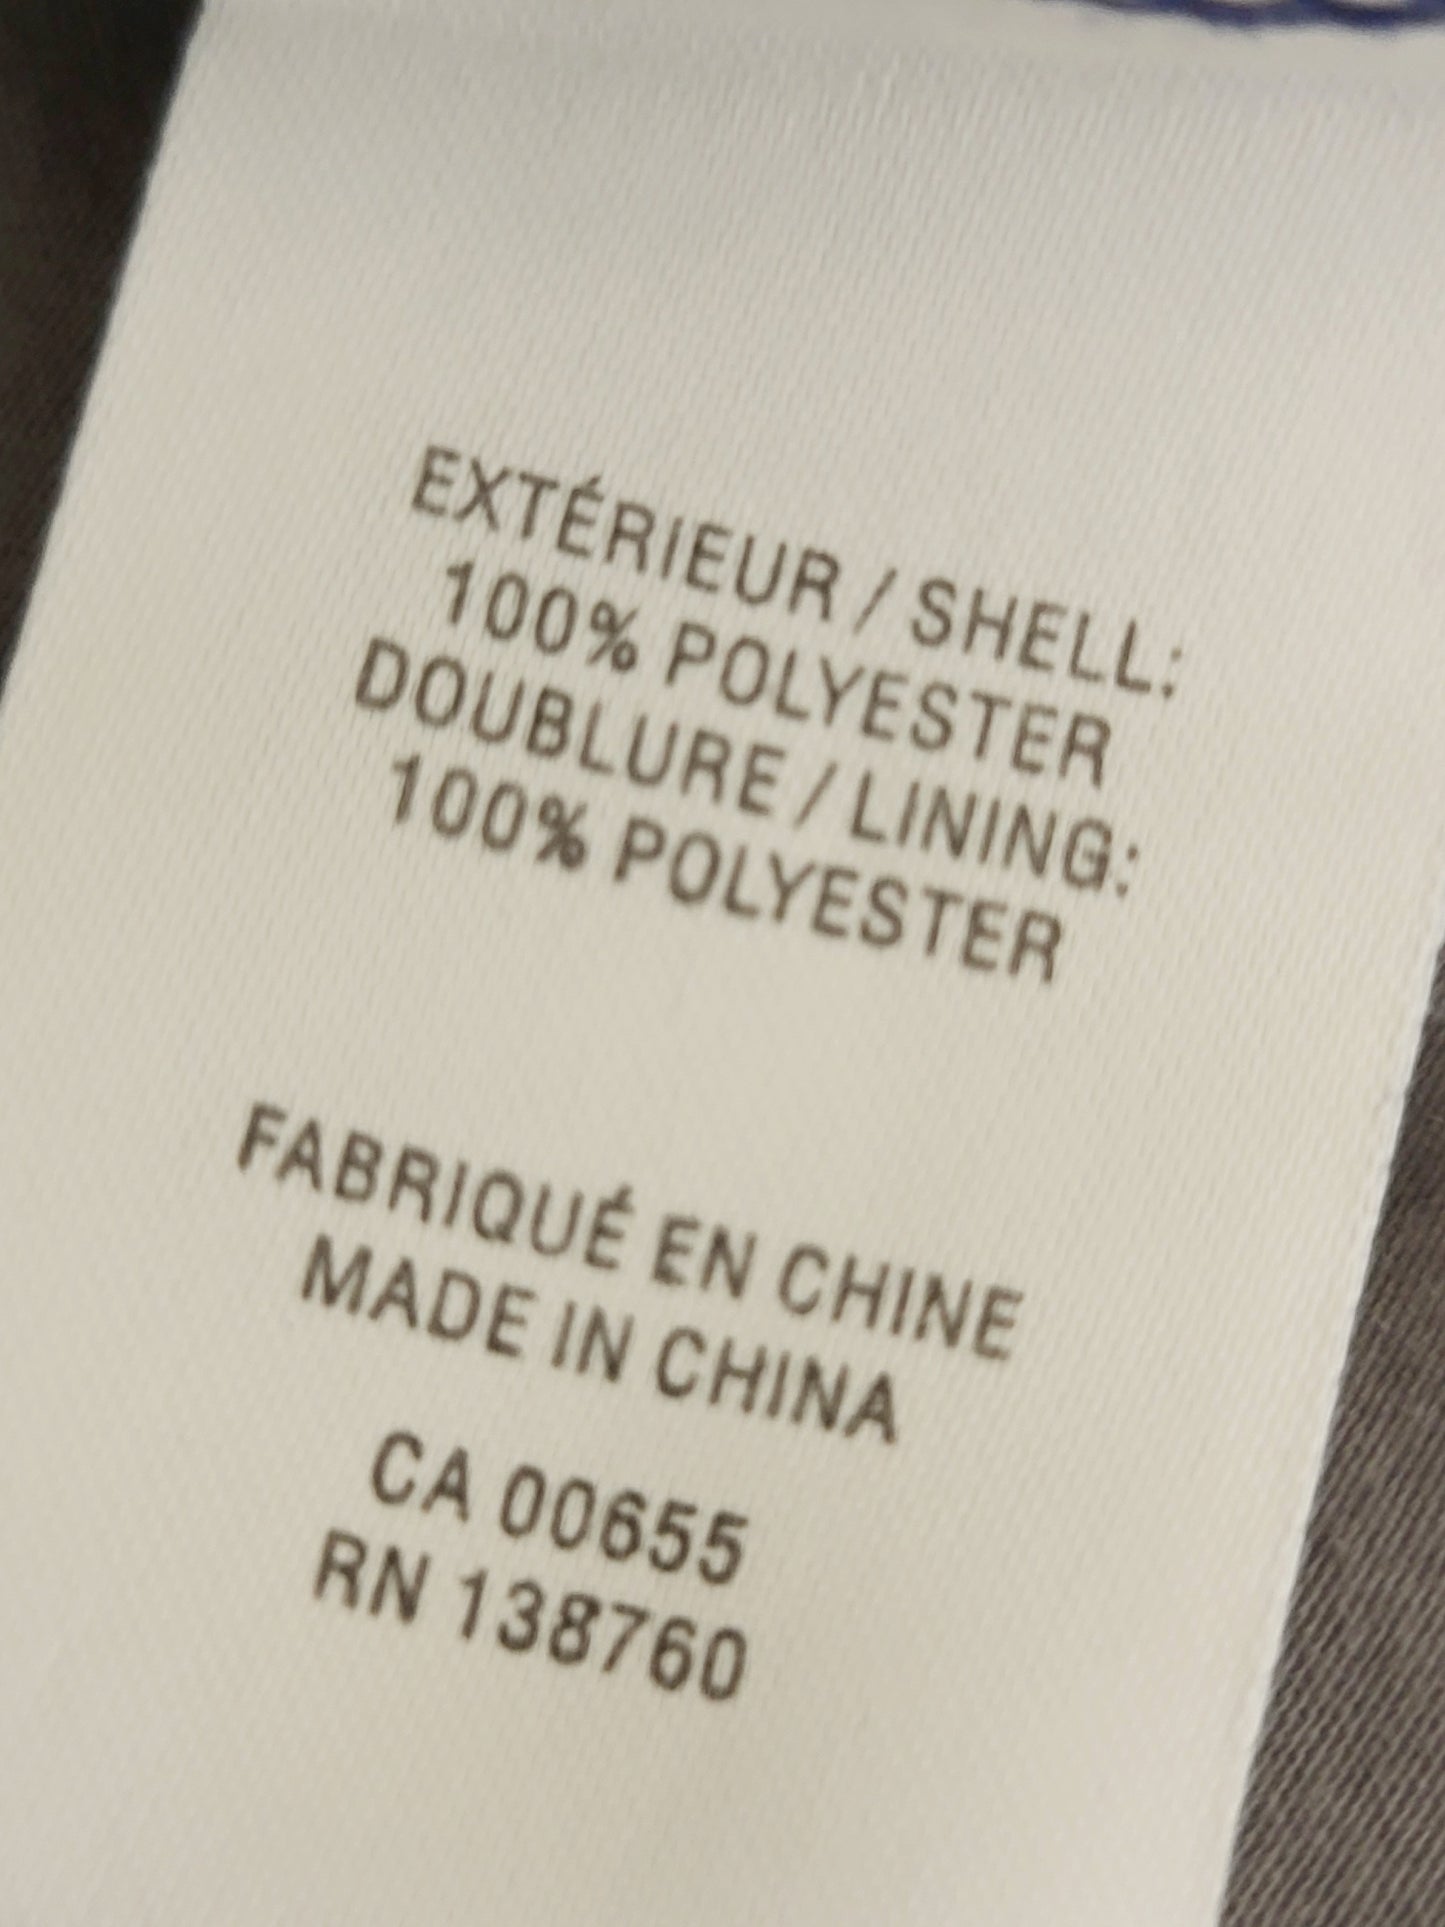 EXTÉRIEUR / SHELL:
100% POLYESTER
DOUBLURE / LINING:
100% POLYESTER
FABRIQUÉ EN CHINE
MADE IN CHINA
CA 00655
RN 138760